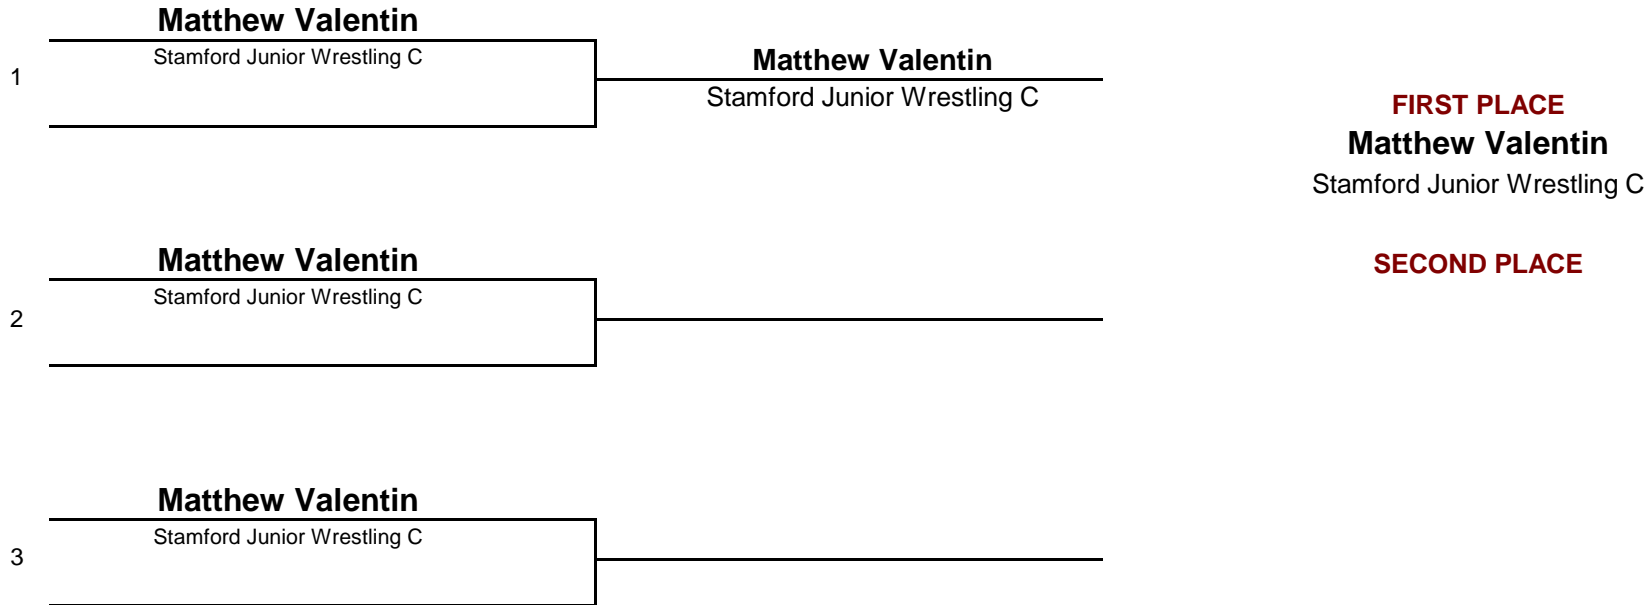 Matthew Valentin
Stamford Junior Wrestling C
1
Matthew Valentin
Stamford Junior Wrestling C
FIRST PLACE
Matthew Valentin
Stamford Junior Wrestling C
Matthew Valentin
Stamford Junior Wrestling C
2
SECOND PLACE
Matthew Valentin
Stamford Junior Wrestling C
3